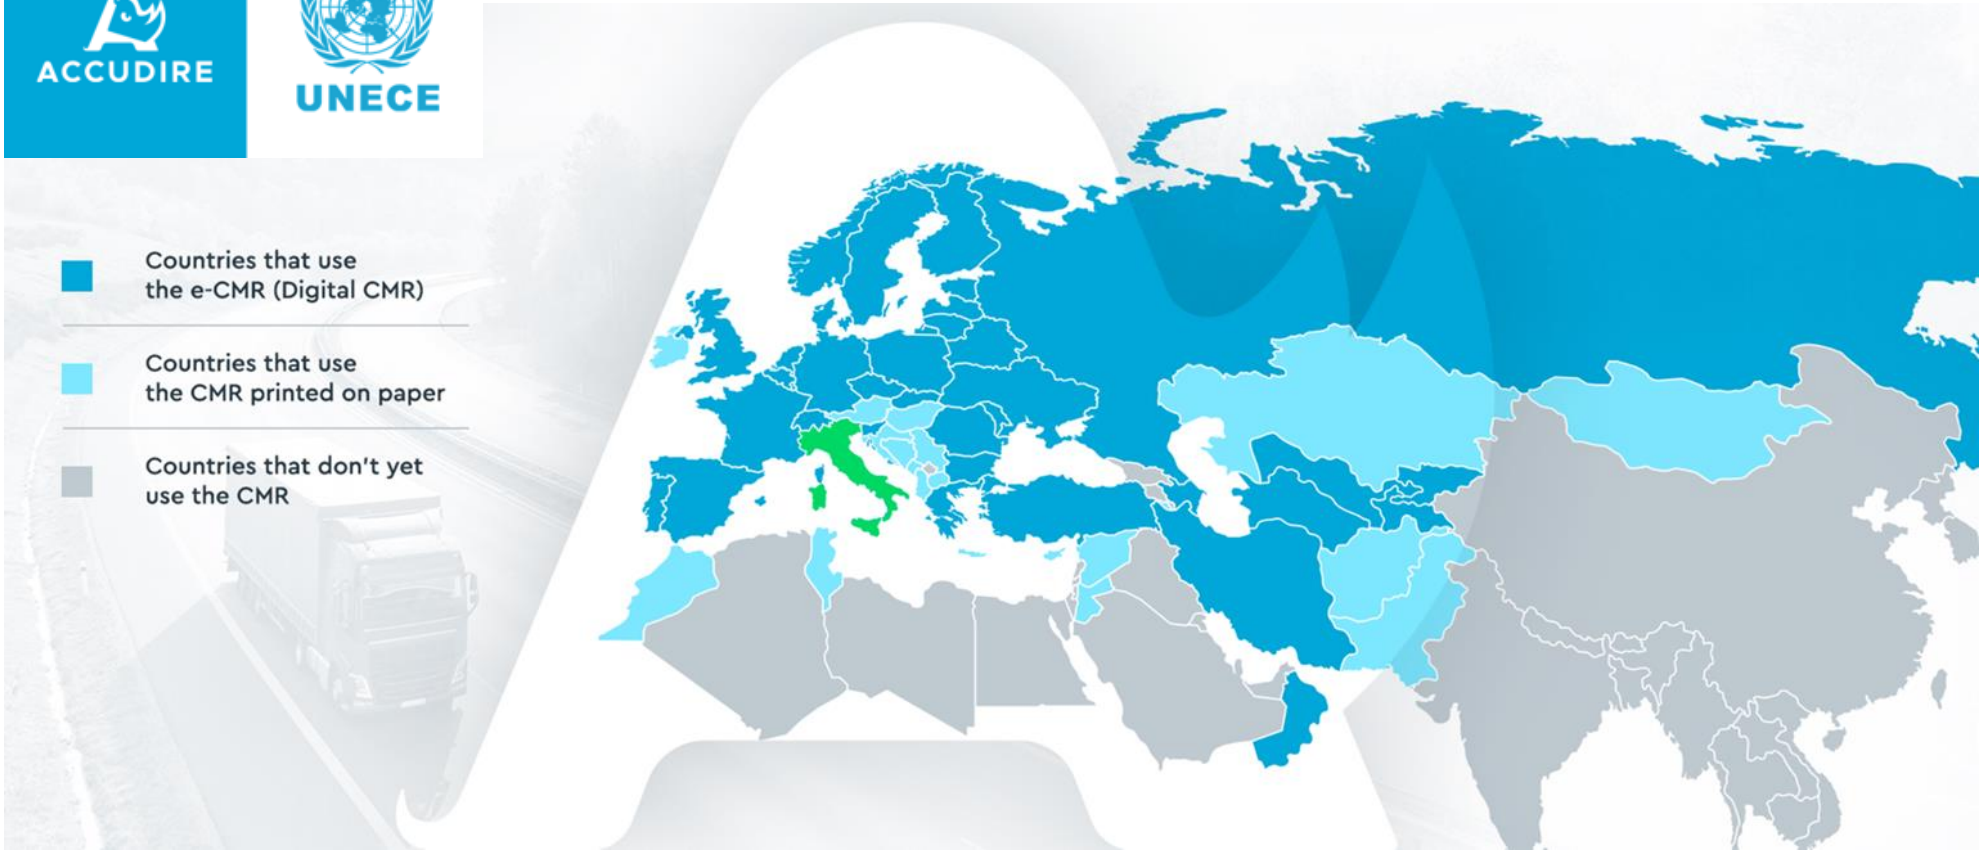 ACCUDIRE
UNECE
Countries that use
the e-CMR (Digital CMR)
Countries that use
the CMR printed on paper
Countries that don't yet
use the CMR